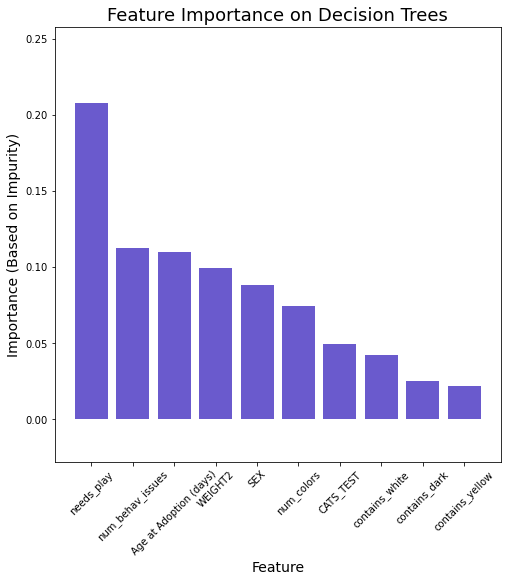 Feature Importance on Decision Trees
Importance (Based on Impurity)
0.25
0.20
0.15
0.10
0.05
0.00
needs_play
num_behav_issues
Age at Adoption (days)
WEIGHT2
SEX
num_colors
CATS_TEST
contains_white
contains_dark
contains_yellow
Feature